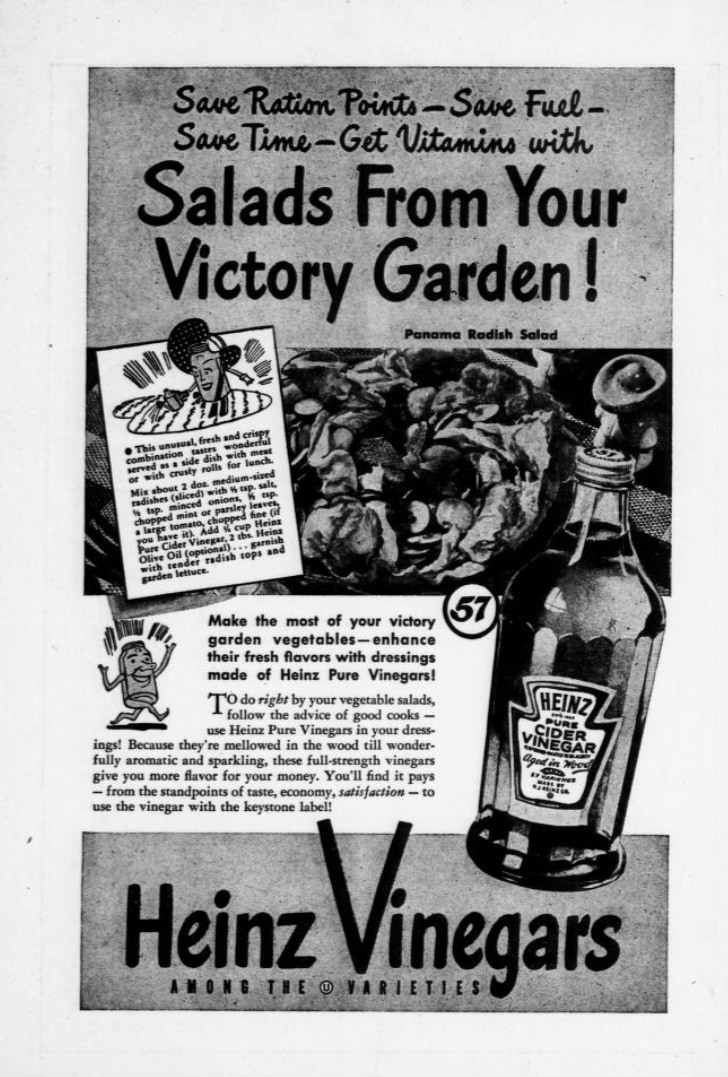 Save Ration Points – Save Fuel –
Save Time – Get Vitamins with
Salads From Your
Victory Garden!
Panama Radish Salad
● This unusual, fresh and crispy
combination tastes wonderful
served as a side dish with meat
or with crusty rolls for lunch.
Mix about 2 doz. medium-sized
radishes (sliced) with ½ tsp. salt,
½ tsp. minced onions, ½ tsp.
chopped mint or parsley leaves,
a large tomato, chopped fine (if
you have it). Add ¼ cup Heinz
Pure Cider Vinegar, 2 tbs. Heinz
Olive Oil (optional) . . . garnish
with tender radish tops and
garden lettuce.
57
Make the most of your victory
garden vegetables—enhance
their fresh flavors with dressings
made of Heinz Pure Vinegars!
TO do right by your vegetable salads,
follow the advice of good cooks —
use Heinz Pure Vinegars in your dress-
ings! Because they're mellowed in the wood till wonder-
fully aromatic and sparkling, these full-strength vinegars
give you more flavor for your money. You'll find it pays
— from the standpoints of taste, economy, satisfaction — to
use the vinegar with the keystone label!
HEINZ
PURE
CIDER
VINEGAR
Aged in Wood
57 VARIETIES
MADE BY
H.J. HEINZ CO.
Heinz Vinegars
AMONG THE Ⓤ VARIETIES